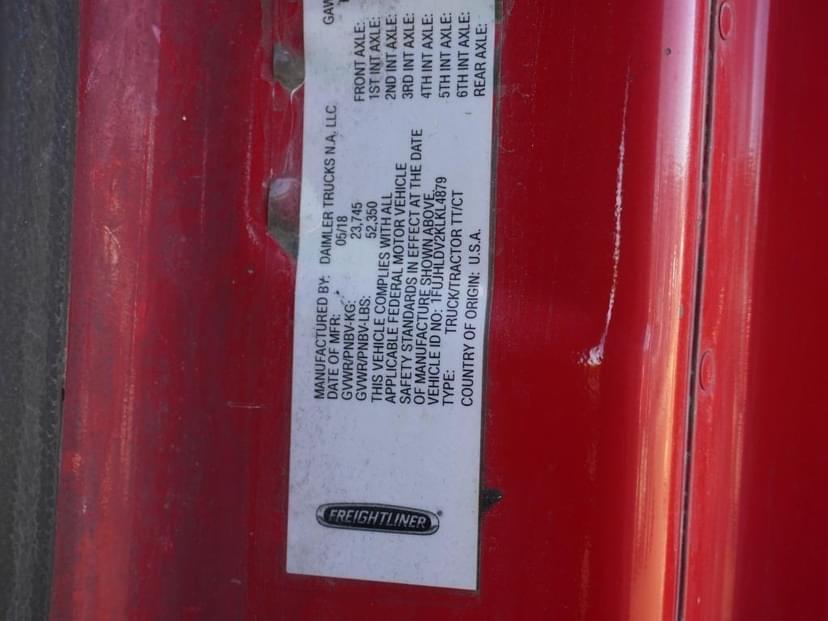 FREIGHTLINER
MANUFACTURED BY: DAIMLER TRUCKS N.A. LLC
DATE OF MFR: 05/18
GVWR/PNBV-KG: 23,745
GVWR/PNBV-LBS: 52,350
THIS VEHICLE COMPLIES WITH ALL
APPLICABLE FEDERAL MOTOR VEHICLE
SAFETY STANDARDS IN EFFECT AT THE DATE
OF MANUFACTURE SHOWN ABOVE
VEHICLE ID NO: 1FUJHLDV2KLKL4879
TYPE: TRUCK/TRACTOR TT/CT
COUNTRY OF ORIGIN: U.S.A.
FRONT AXLE:
1ST INT AXLE:
2ND INT AXLE:
3RD INT AXLE:
4TH INT AXLE:
5TH INT AXLE:
6TH INT AXLE:
REAR AXLE: